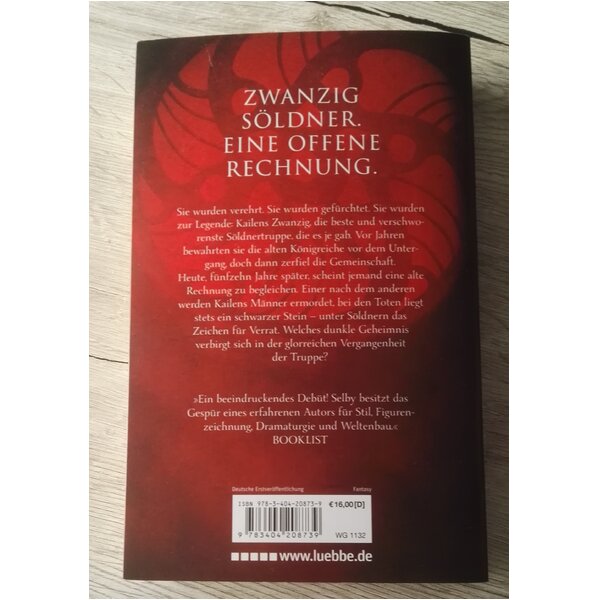 ZWANZIG
SÖLDNER.
EINE OFFENE
RECHNUNG.
Sie wurden verehrt. Sie wurden gefürchtet. Sie wurden
zur Legende: Kailens Zwanzig, die beste und verschwo-
renste Söldnertruppe, die es je gab. Vor Jahren
bewahrten sie die alten Königreiche vor dem Unter-
gang, doch dann zerfiel die Gemeinschaft.
Heute, fünfzehn Jahre später, scheint jemand eine alte
Rechnung zu begleichen. Einer nach dem anderen
werden Kailens Männer ermordet, bei den Toten liegt
stets ein schwarzer Stein – unter Söldnern das
Zeichen für Verrat. Welches dunkle Geheimnis
verbirgt sich in der glorreichen Vergangenheit
der Truppe?
»Ein beeindruckendes Debüt! Selby besitzt das
Gespür eines erfahrenen Autors für Stil, Figuren-
zeichnung, Dramaturgie und Weltenbau.«
BOOKLIST
Deutsche Erstveröffentlichung Fantasy
ISBN 978-3-404-20873-9 € 16,00 [D]
9 783404 208739 WG 1132
www.luebbe.de